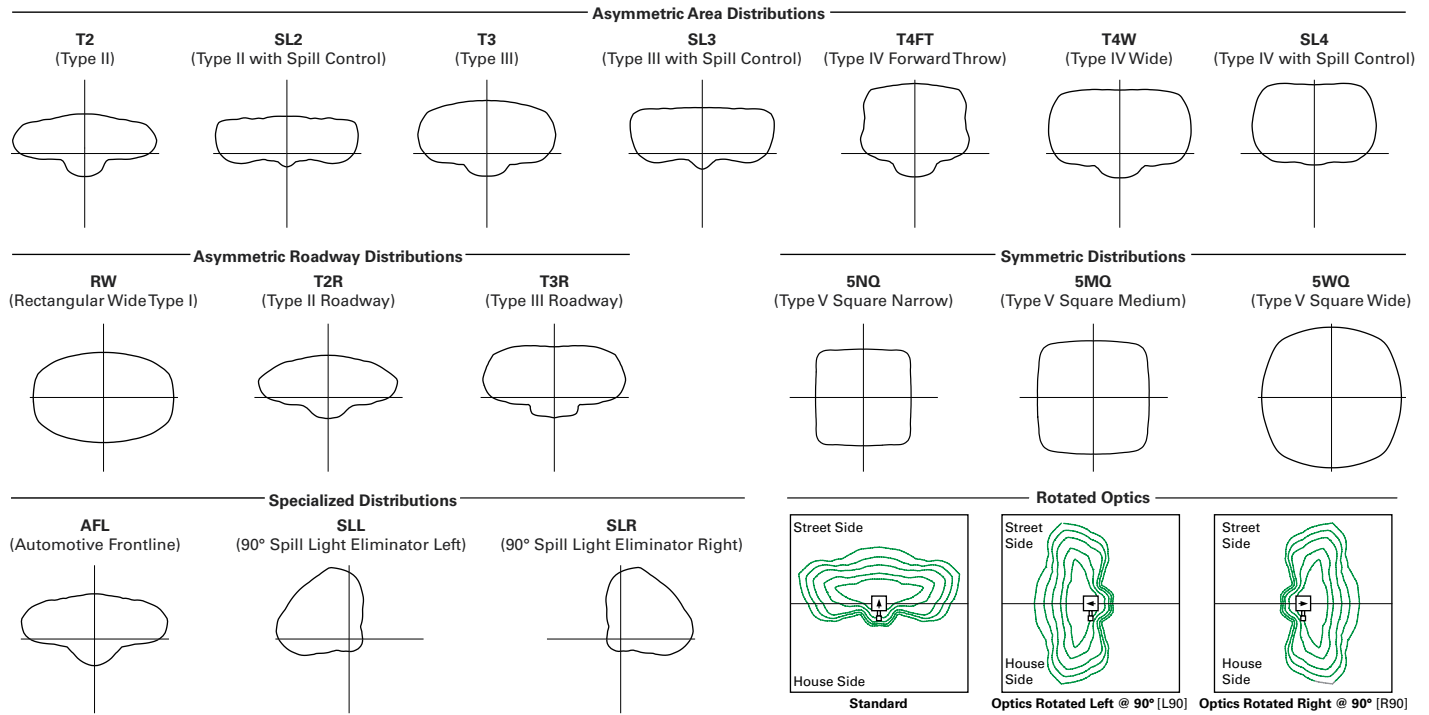 Asymmetric Area Distributions
T2
(Type II)
SL2
(Type II with Spill Control)
T3
(Type III)
SL3
(Type III with Spill Control)
T4FT
(Type IV Forward Throw)
T4W
(Type IV Wide)
SL4
(Type IV with Spill Control)
Asymmetric Roadway Distributions
RW
(Rectangular Wide Type I)
T2R
(Type II Roadway)
T3R
(Type III Roadway)
Symmetric Distributions
5NQ
(Type V Square Narrow)
5MQ
(Type V Square Medium)
5WQ
(Type V Square Wide)
Specialized Distributions
AFL
(Automotive Frontline)
SLL
(90° Spill Light Eliminator Left)
SLR
(90° Spill Light Eliminator Right)
Rotated Optics
Street Side
House Side
Standard
Street
Side
House
Side
Optics Rotated Left @ 90° [L90]
Street
Side
House
Side
Optics Rotated Right @ 90° [R90]